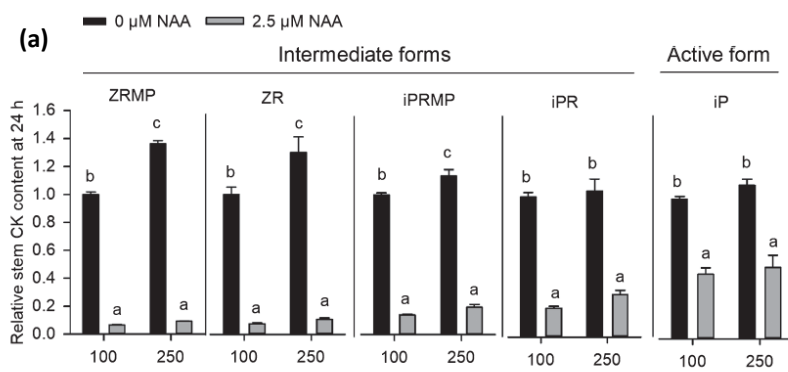 (a)
0 µM NAA 2.5 µM NAA
Intermediate forms Active form
ZRMP ZR iPRMP iPR iP
Relative stem CK content at 24 h
1.6
1.4
1.2
1.0
0.8
0.6
0.4
0.2
0.0
b a c a b a c a b a c a b a b a b a b a
100 250 100 250 100 250 100 250 100 250